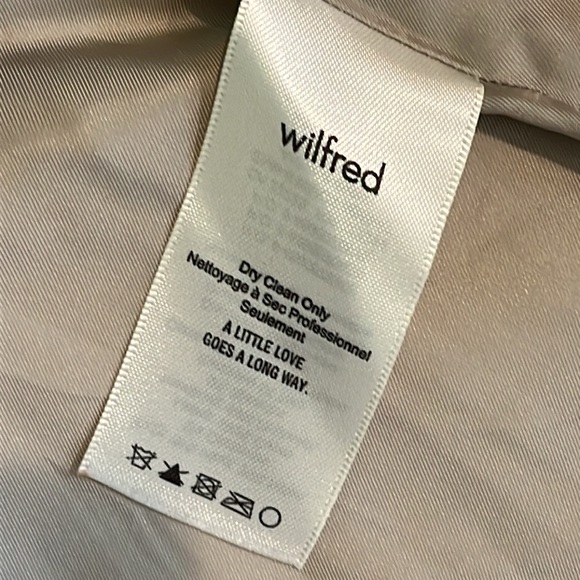 wilfred
Dry Clean Only
Nettoyage à Sec Professionnel
Seulement
A LITTLE LOVE
GOES A LONG WAY.